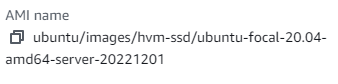 AMI name
ubuntu/images/hvm-ssd/ubuntu-focal-20.04-
amd64-server-20221201